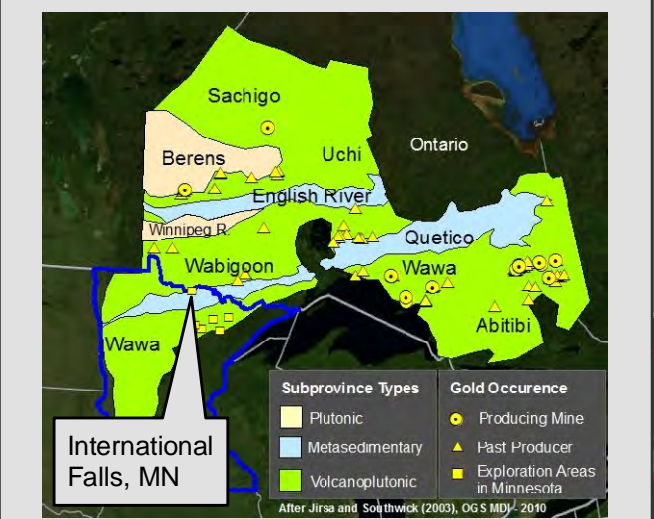 Sachigo
Berens
Uchi
Ontario
English River
Winnipeg R.
Quetico
Wabigoon
Wawa
Abitibi
Wawa
International
Falls, MN
Subprovince Types
Plutonic
Metasedimentary
Volcanoplutonic
Gold Occurence
Producing Mine
Past Producer
Exploration Areas
in Minnesota
After Jirsa and Southwick (2003), OGS MDI - 2010